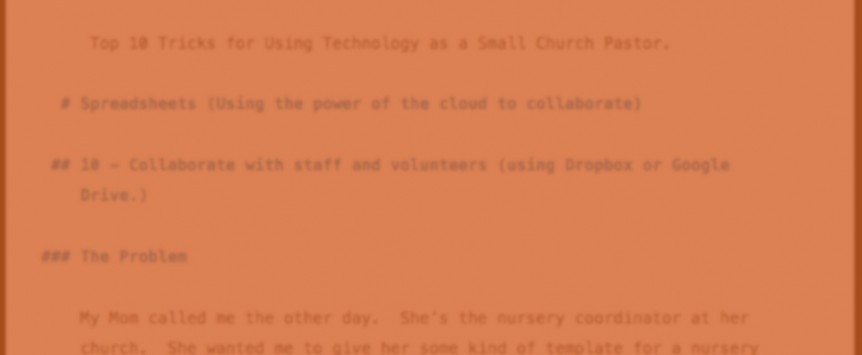 Top 10 Tricks for Using Technology as a Small Church Pastor.
# Spreadsheets (Using the power of the cloud to collaborate)
## 10 – Collaborate with staff and volunteers (using Dropbox or Google
Drive.)
### The Problem
My Mom called me the other day.  She's the nursery coordinator at her
church.  She wanted me to give her some kind of template for a nursery